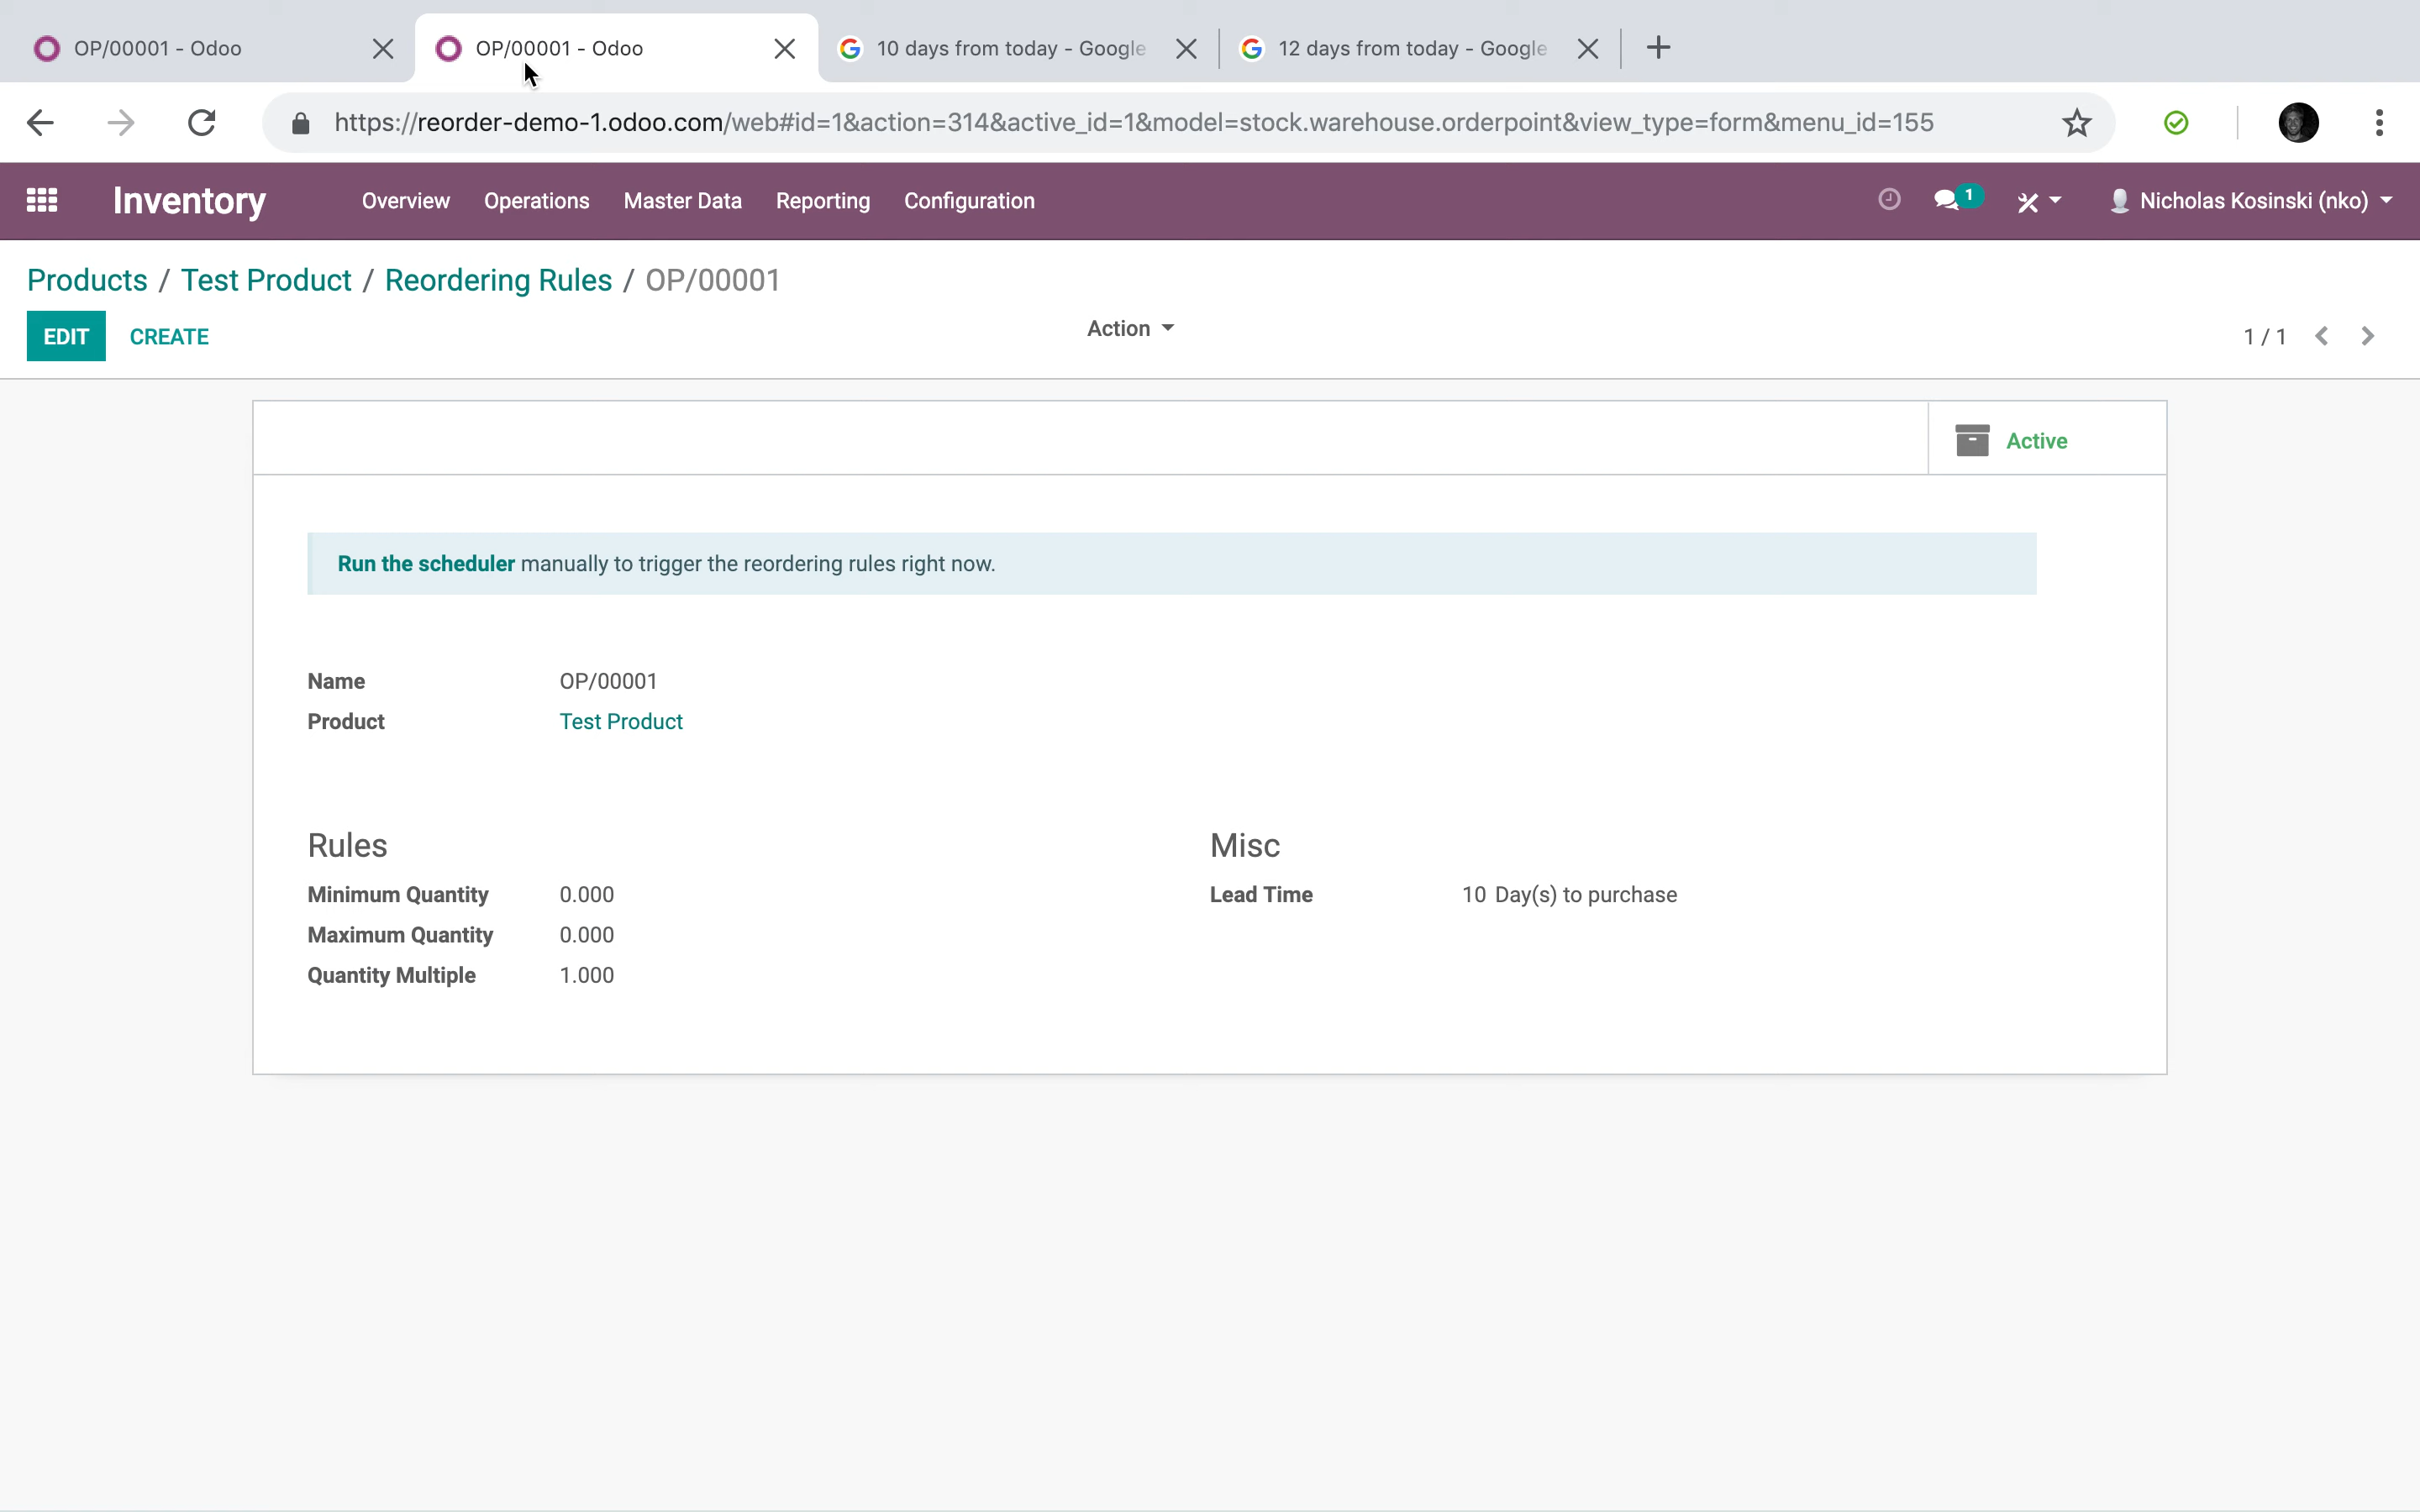 OP/00001 - Odoo
OP/00001 - Odoo
10 days from today - Google
12 days from today - Google
https://reorder-demo-1.odoo.com/web#id=1&action=314&active_id=1&model=stock.warehouse.orderpoint&view_type=form&menu_id=155
Inventory Overview Operations Master Data Reporting Configuration 1 Nicholas Kosinski (nko)
Products / Test Product / Reordering Rules / OP/00001
EDIT CREATE Action 1 / 1
Active
Run the scheduler manually to trigger the reordering rules right now.
Name OP/00001
Product Test Product
Rules
Minimum Quantity 0.000
Maximum Quantity 0.000
Quantity Multiple 1.000
Misc
Lead Time 10 Day(s) to purchase